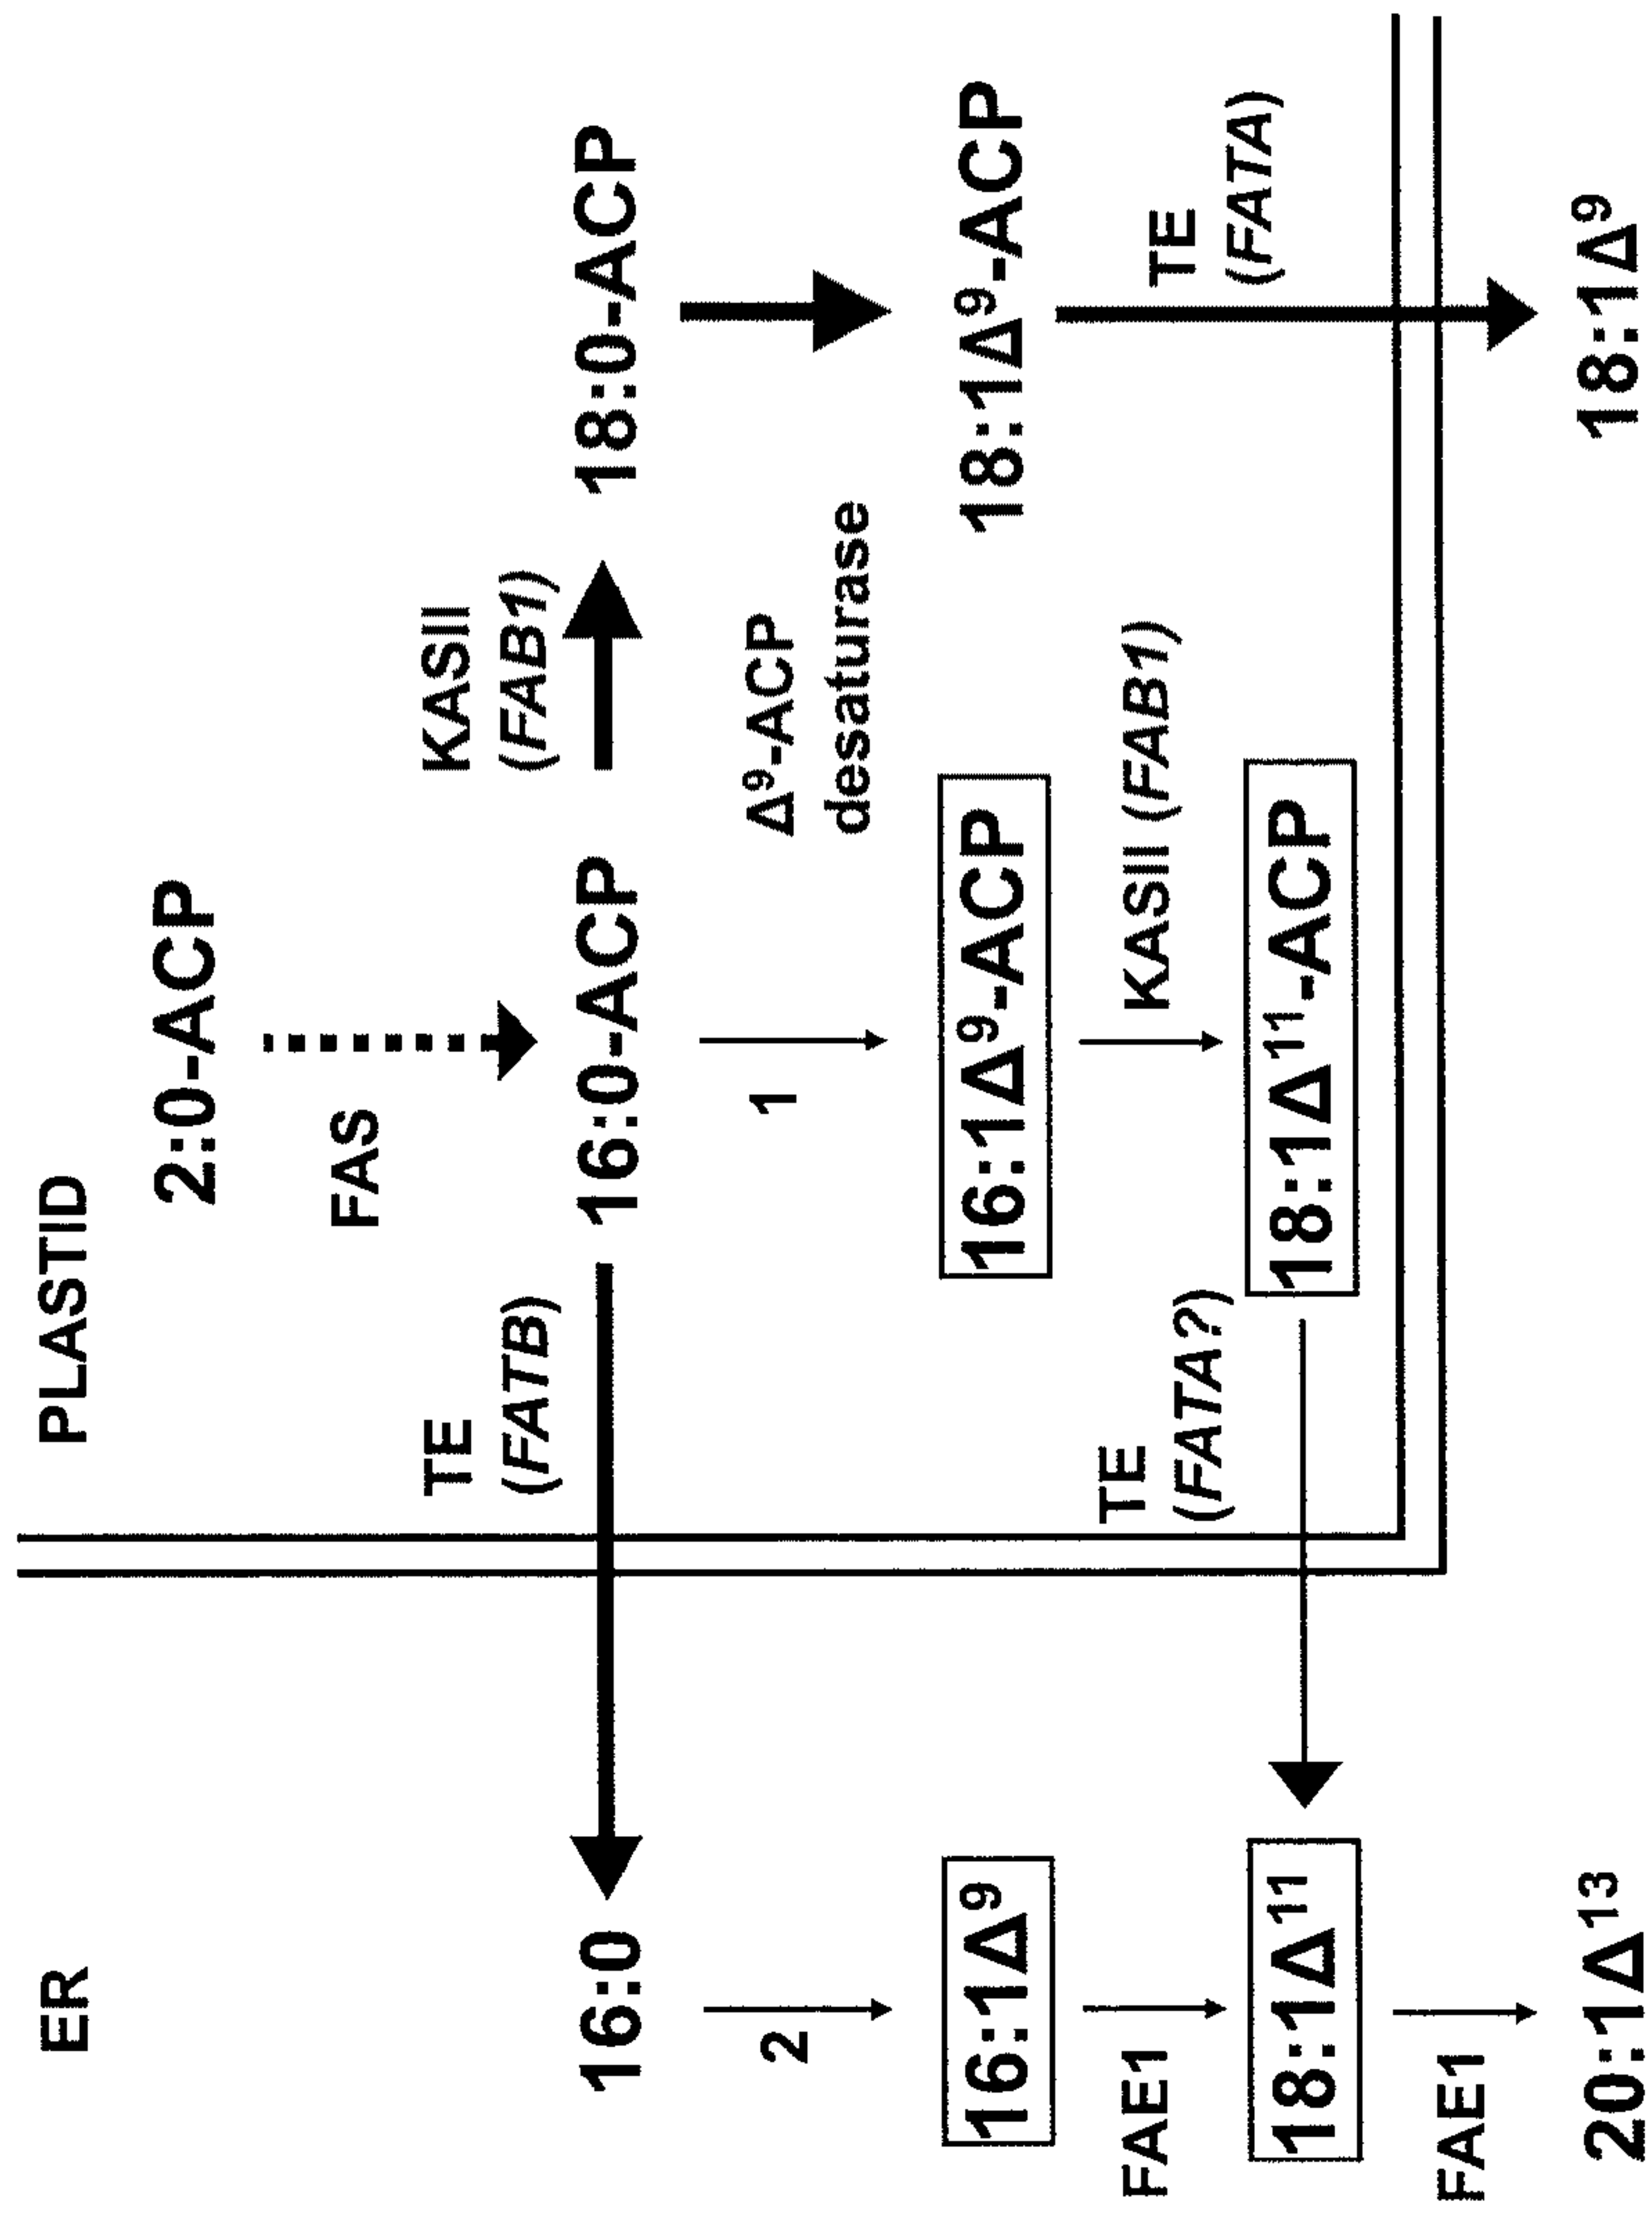 ER
PLASTID
2:0-ACP
FAS
TE
(FATB)
KASII
(FAB1)
16:0
16:0-ACP
18:0-ACP
2
1
Δ⁹-ACP
desaturase
16:1Δ⁹
16:1Δ⁹-ACP
18:1Δ⁹-ACP
FAE1
TE
(FATA?)
KASII (FAB1)
TE
(FATA)
18:1Δ¹¹
18:1Δ¹¹-ACP
FAE1
20:1Δ¹³
18:1Δ⁹